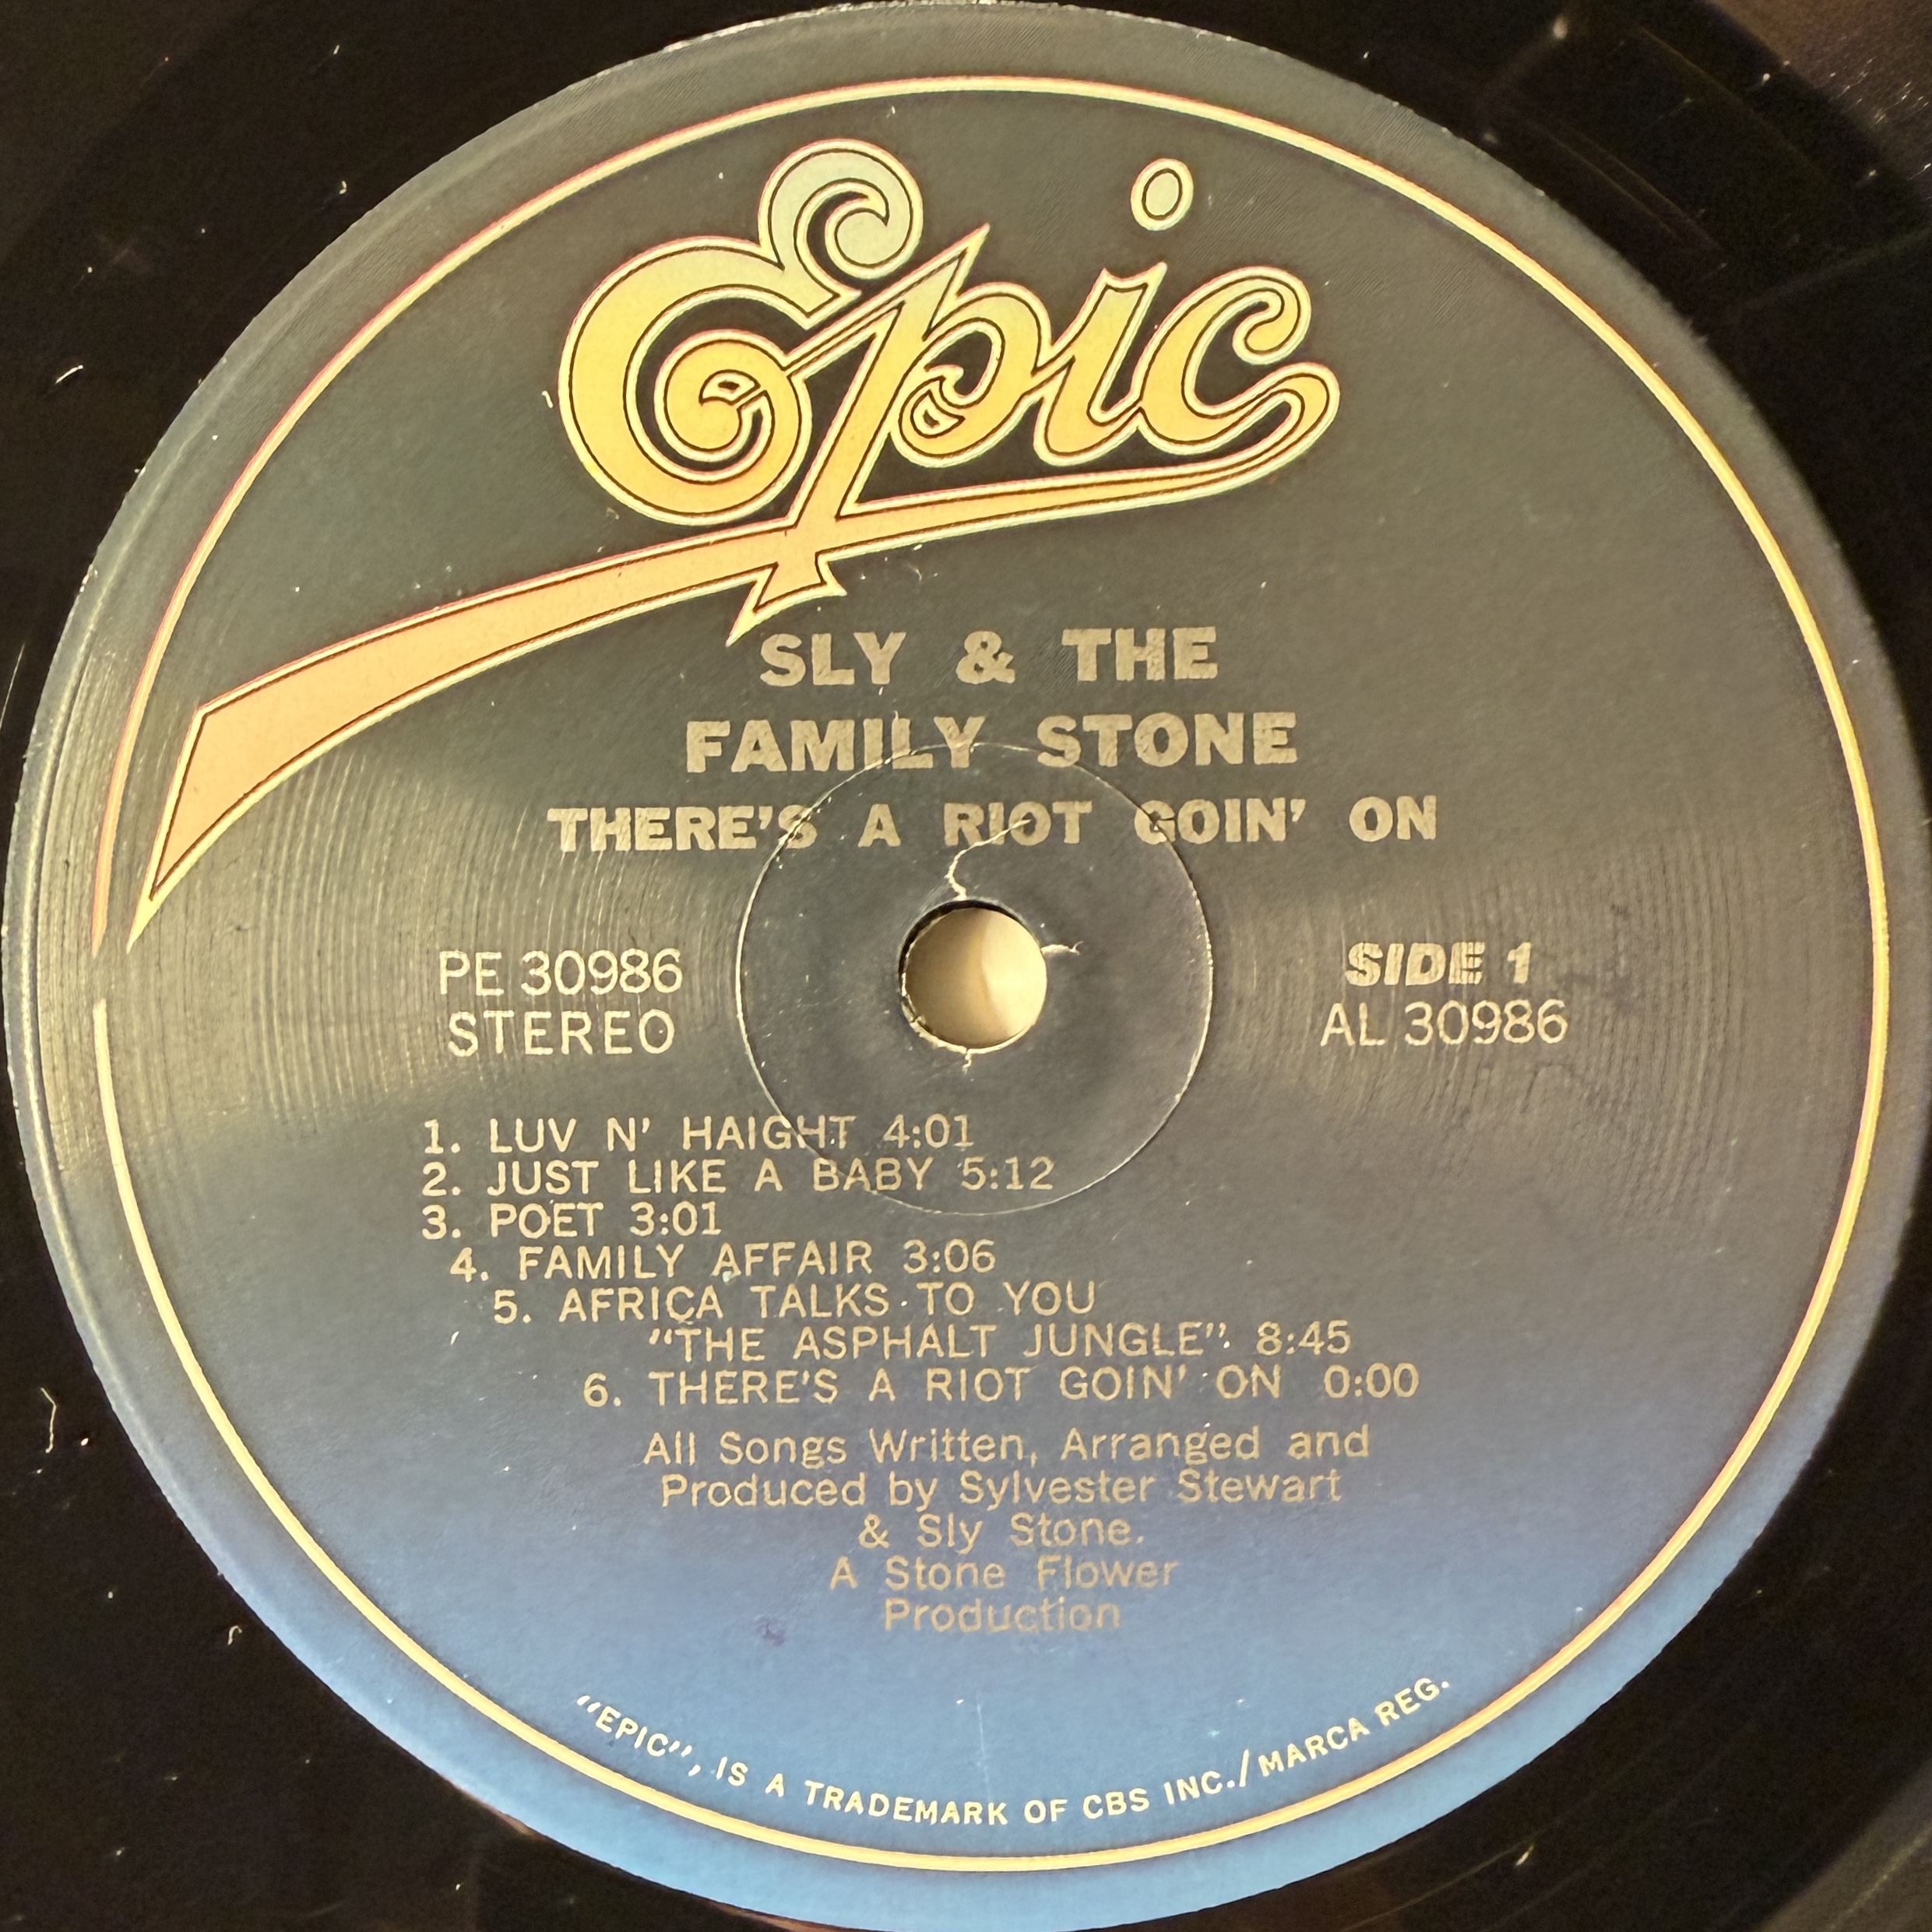 Epic
SLY & THE
FAMILY STONE
THERE'S A RIOT GOIN' ON
PE 30986
STEREO
SIDE 1
AL 30986
1. LUV N' HAIGHT 4:01
2. JUST LIKE A BABY 5:12
3. POET 3:01
4. FAMILY AFFAIR 3:06
5. AFRICA TALKS TO YOU
"THE ASPHALT JUNGLE" 8:45
6. THERE'S A RIOT GOIN' ON 0:00
All Songs Written, Arranged and
Produced by Sylvester Stewart
& Sly Stone.
A Stone Flower
Production
"EPIC", IS A TRADEMARK OF CBS INC./MARCA REG.